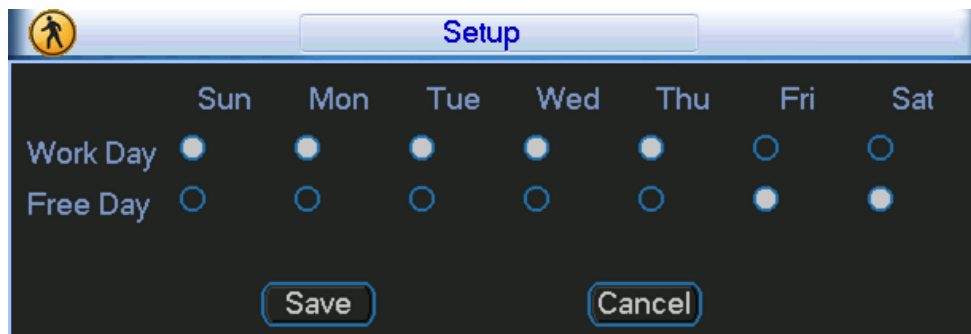 Setup
Sun Mon Tue Wed Thu Fri Sat
Work Day
Free Day
Save Cancel